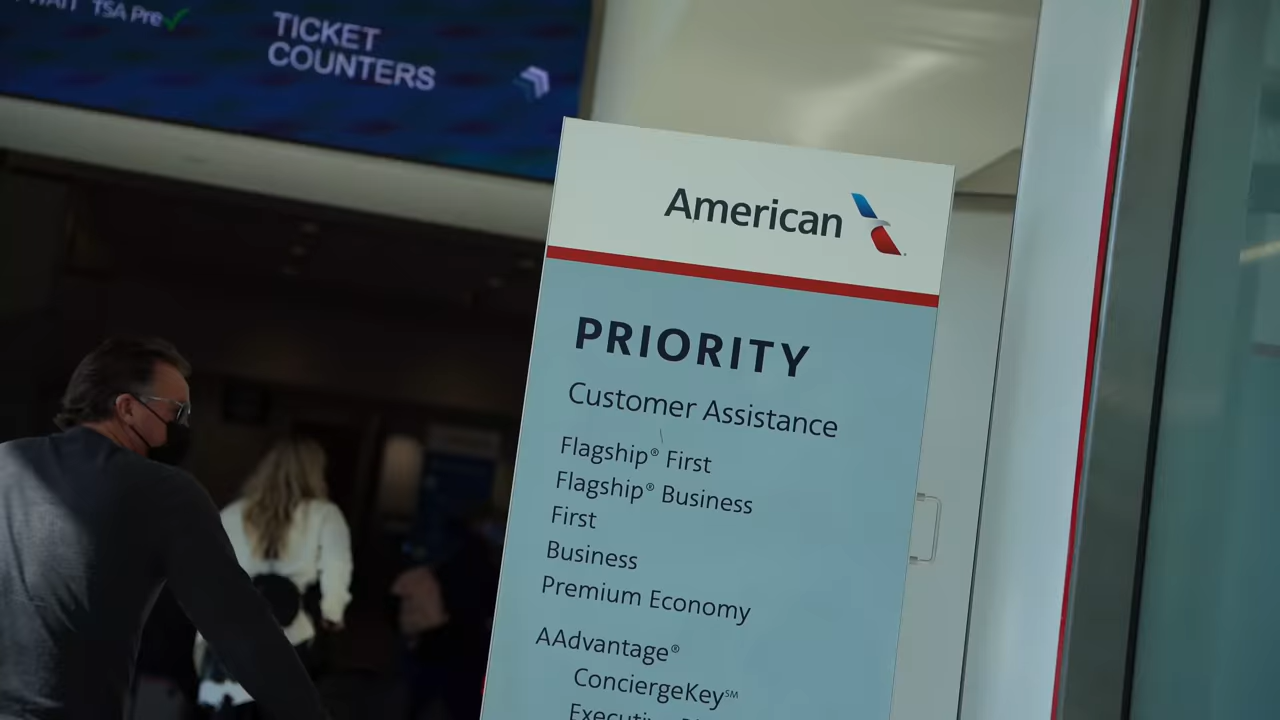 TSA Pre✓
TICKET
COUNTERS
American
PRIORITY
Customer Assistance
Flagship® First
Flagship® Business
First
Business
Premium Economy
AAdvantage®
ConciergeKey℠